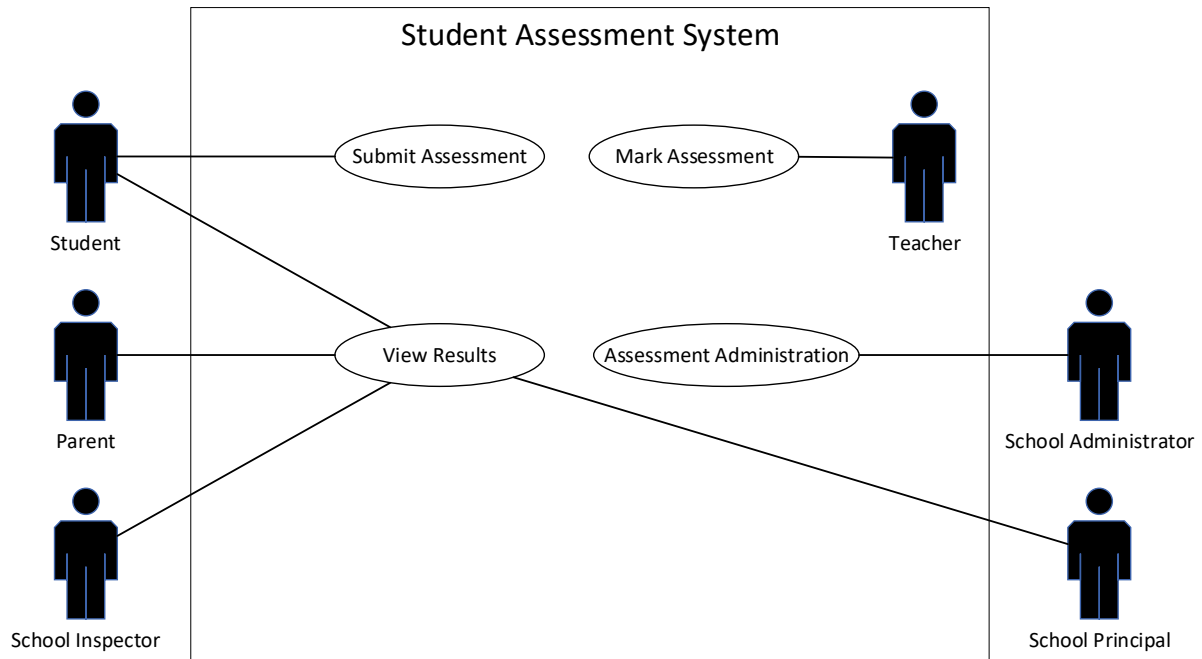 Student Assessment System
Submit Assessment
Mark Assessment
Student
Teacher
View Results
Assessment Administration
Parent
School Administrator
School Inspector
School Principal